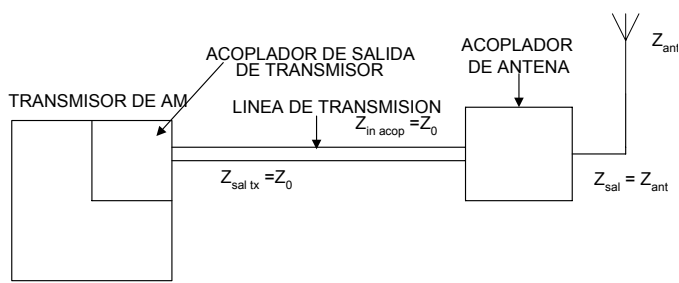 ACOPLADOR DE SALIDA
DE TRANSMISOR
ACOPLADOR
DE ANTENA
Z_ant
TRANSMISOR DE AM
LINEA DE TRANSMISION
Z_in acop =Z_0
Z_sal tx =Z_0
Z_sal = Z_ant